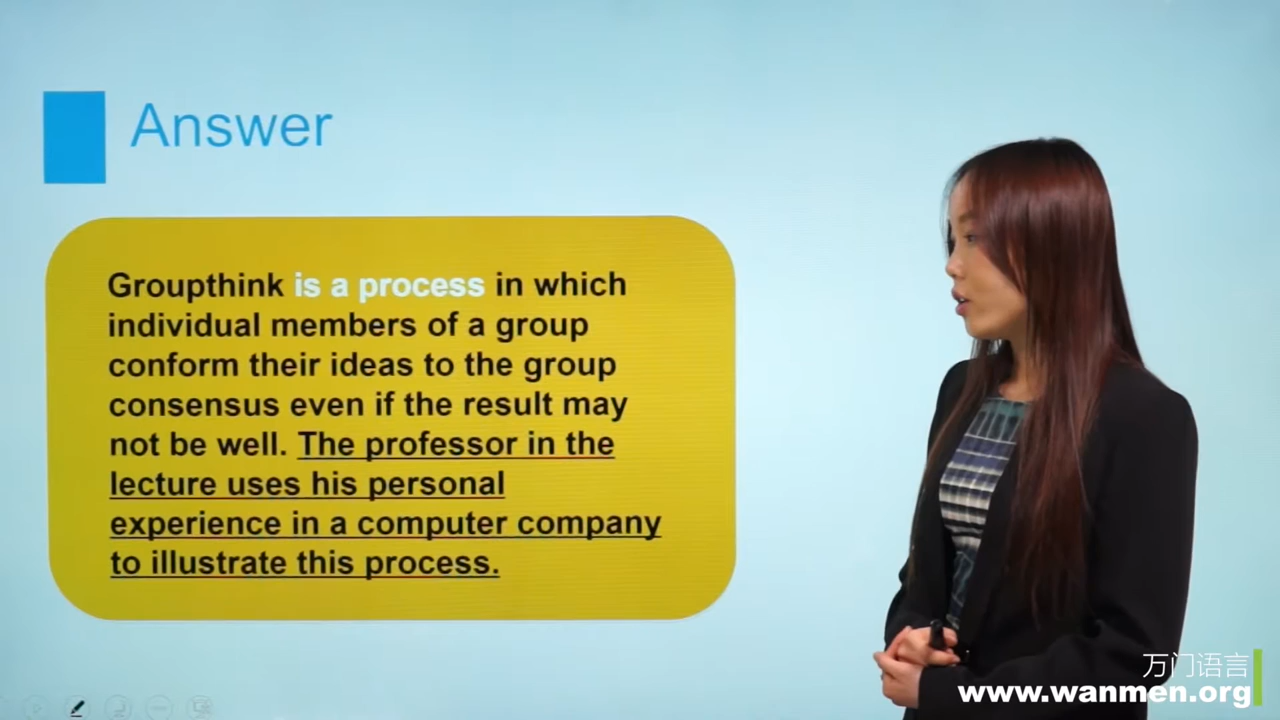 Answer
Groupthink is a process in which
individual members of a group
conform their ideas to the group
consensus even if the result may
not be well. The professor in the
lecture uses his personal
experience in a computer company
to illustrate this process.
万门语言
www.wanmen.org